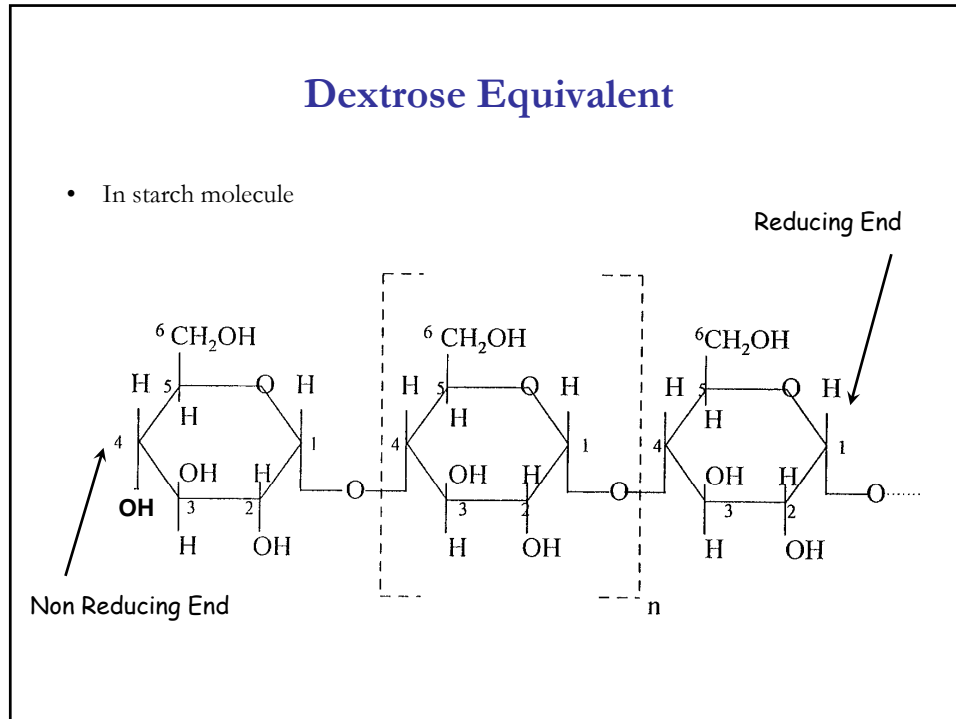 Dextrose Equivalent
• In starch molecule
Reducing End
6 CH2OH 6 CH2OH 6CH2OH
H 5 O H H 5 O H H 5 O H
H H H
4 1 4 1 4 1
OH H OH H OH H
O O O......
OH 3 2 3 2 3 2
H OH H OH H OH
Non Reducing End n